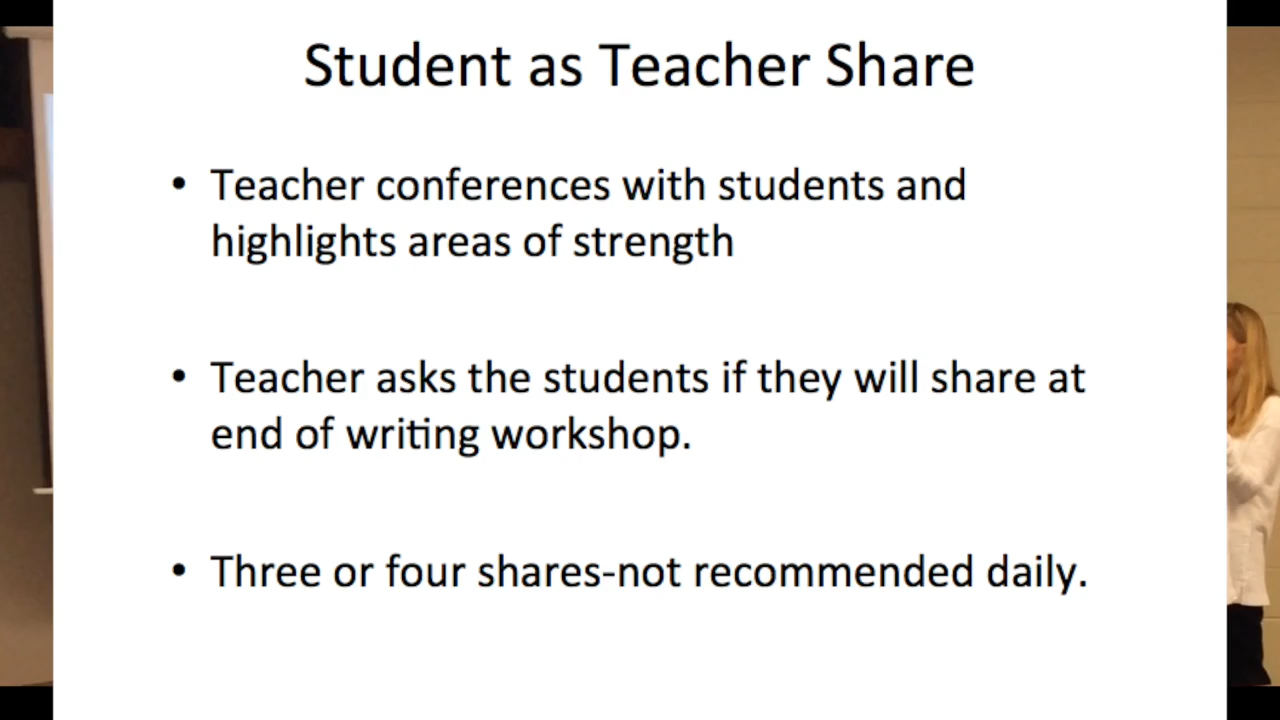 Student as Teacher Share
• Teacher conferences with students and
highlights areas of strength
• Teacher asks the students if they will share at
end of writing workshop.
• Three or four shares-not recommended daily.